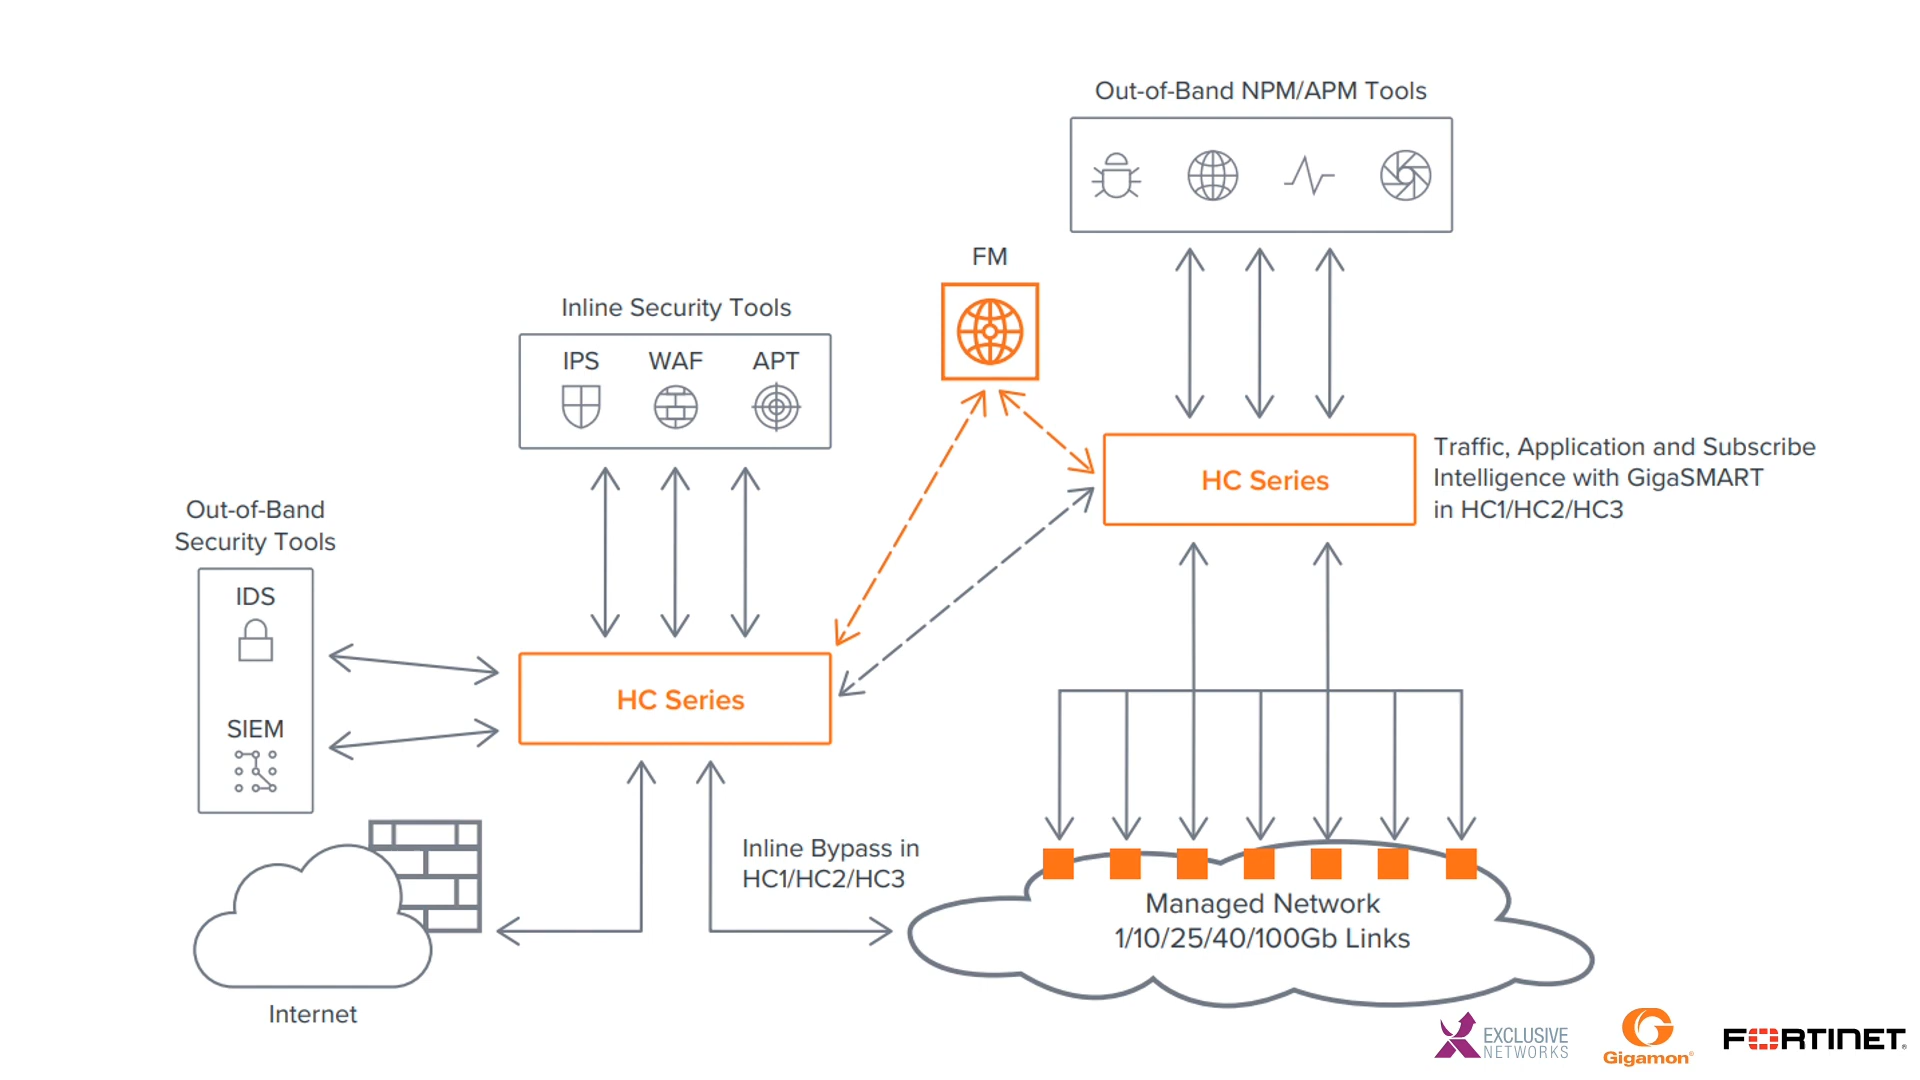 Out-of-Band NPM/APM Tools
FM
Inline Security Tools
IPS WAF APT
HC Series
Traffic, Application and Subscribe
Intelligence with GigaSMART
in HC1/HC2/HC3
Out-of-Band
Security Tools
IDS
SIEM
HC Series
Inline Bypass in
HC1/HC2/HC3
Managed Network
1/10/25/40/100Gb Links
Internet
EXCLUSIVE
NETWORKS
Gigamon®
FORTINET®